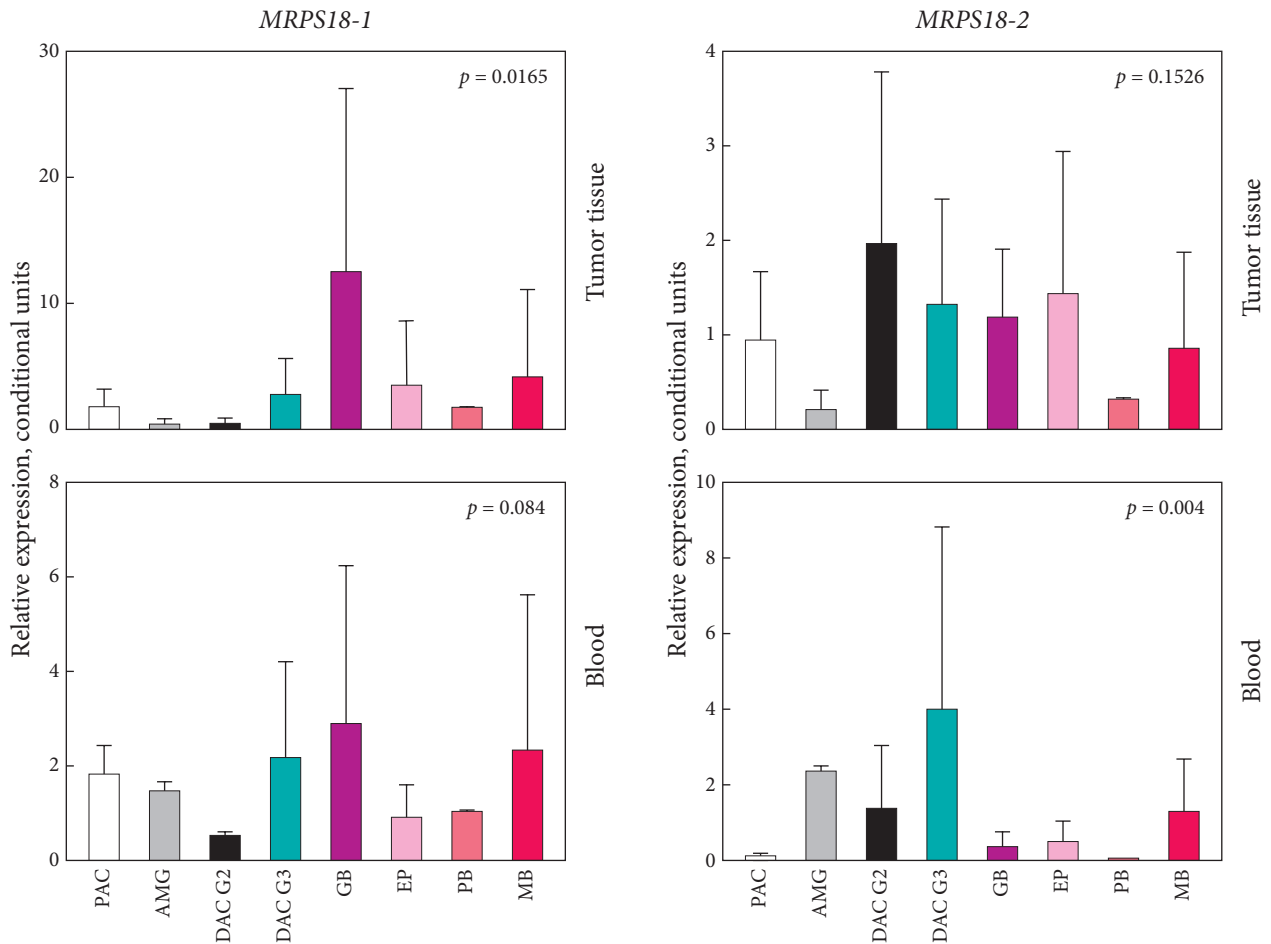 MRPS18-1
30
20
10
0
p = 0.0165
Tumor tissue
8
6
4
2
0
p = 0.084
Blood
Relative expression, conditional units
PAC
AMG
DAC G2
DAC G3
GB
EP
PB
MB
MRPS18-2
4
3
2
1
0
p = 0.1526
Tumor tissue
10
8
6
4
2
0
p = 0.004
Blood
Relative expression, conditional units
PAC
AMG
DAC G2
DAC G3
GB
EP
PB
MB